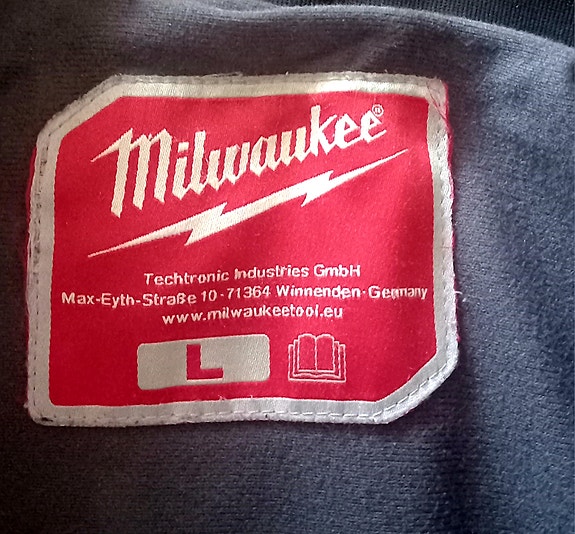 Milwaukee®
Techtronic Industries GmbH
Max-Eyth-Straße 10 - 71364 Winnenden - Germany
www.milwaukeetool.eu
L